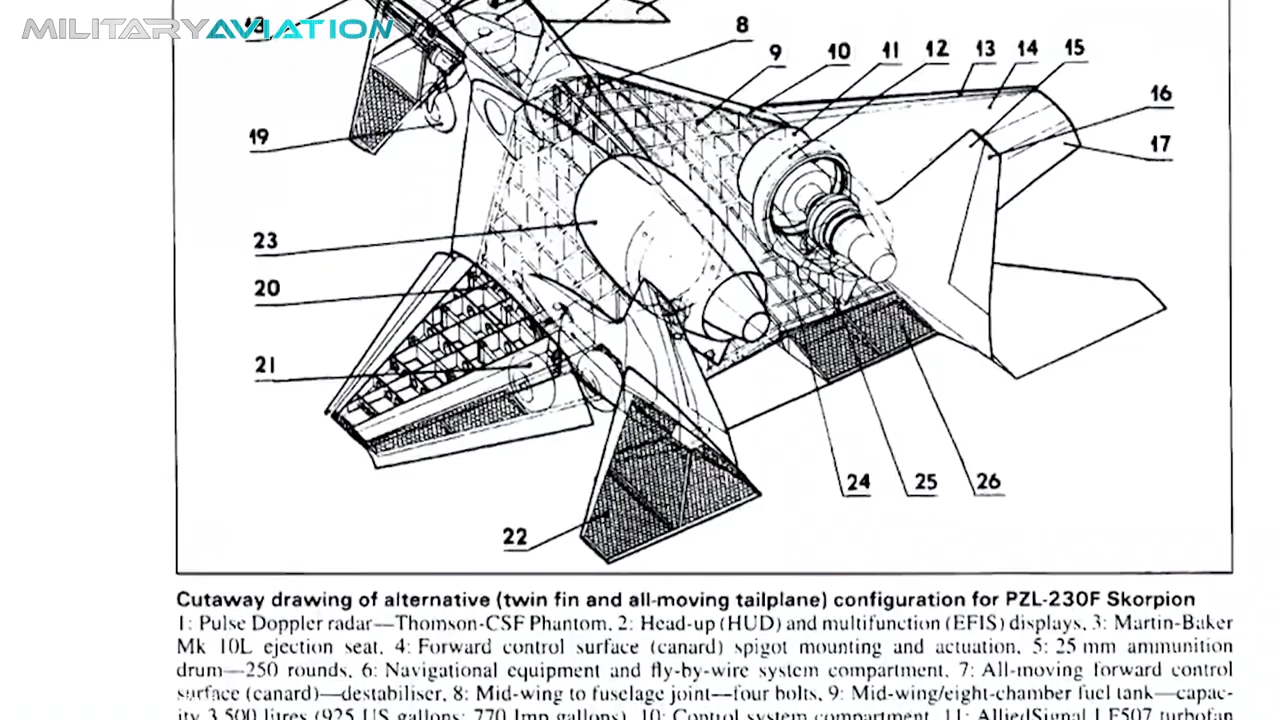 MILITARYAVIATION
18
8
9
10
11
12
13
14
15
16
17
19
23
20
21
24
25
26
22
Cutaway drawing of alternative (twin fin and all-moving tailplane) configuration for PZL-230F Skorpion
1: Pulse Doppler radar—Thomson-CSF Phantom, 2: Head-up (HUD) and multifunction (EFIS) displays, 3: Martin-Baker
Mk 10L ejection seat, 4: Forward control surface (canard) spigot mounting and actuation, 5: 25 mm ammunition
drum—250 rounds, 6: Navigational equipment and fly-by-wire system compartment, 7: All-moving forward control
surface (canard)—destabiliser, 8: Mid-wing to fuselage joint—four bolts, 9: Mid-wing/eight-chamber fuel tank—capac-
ity 3,500 litres (925 US gallons; 770 Imp gallons), 10: Control system compartment, 11: AlliedSignal LF507 turbofan